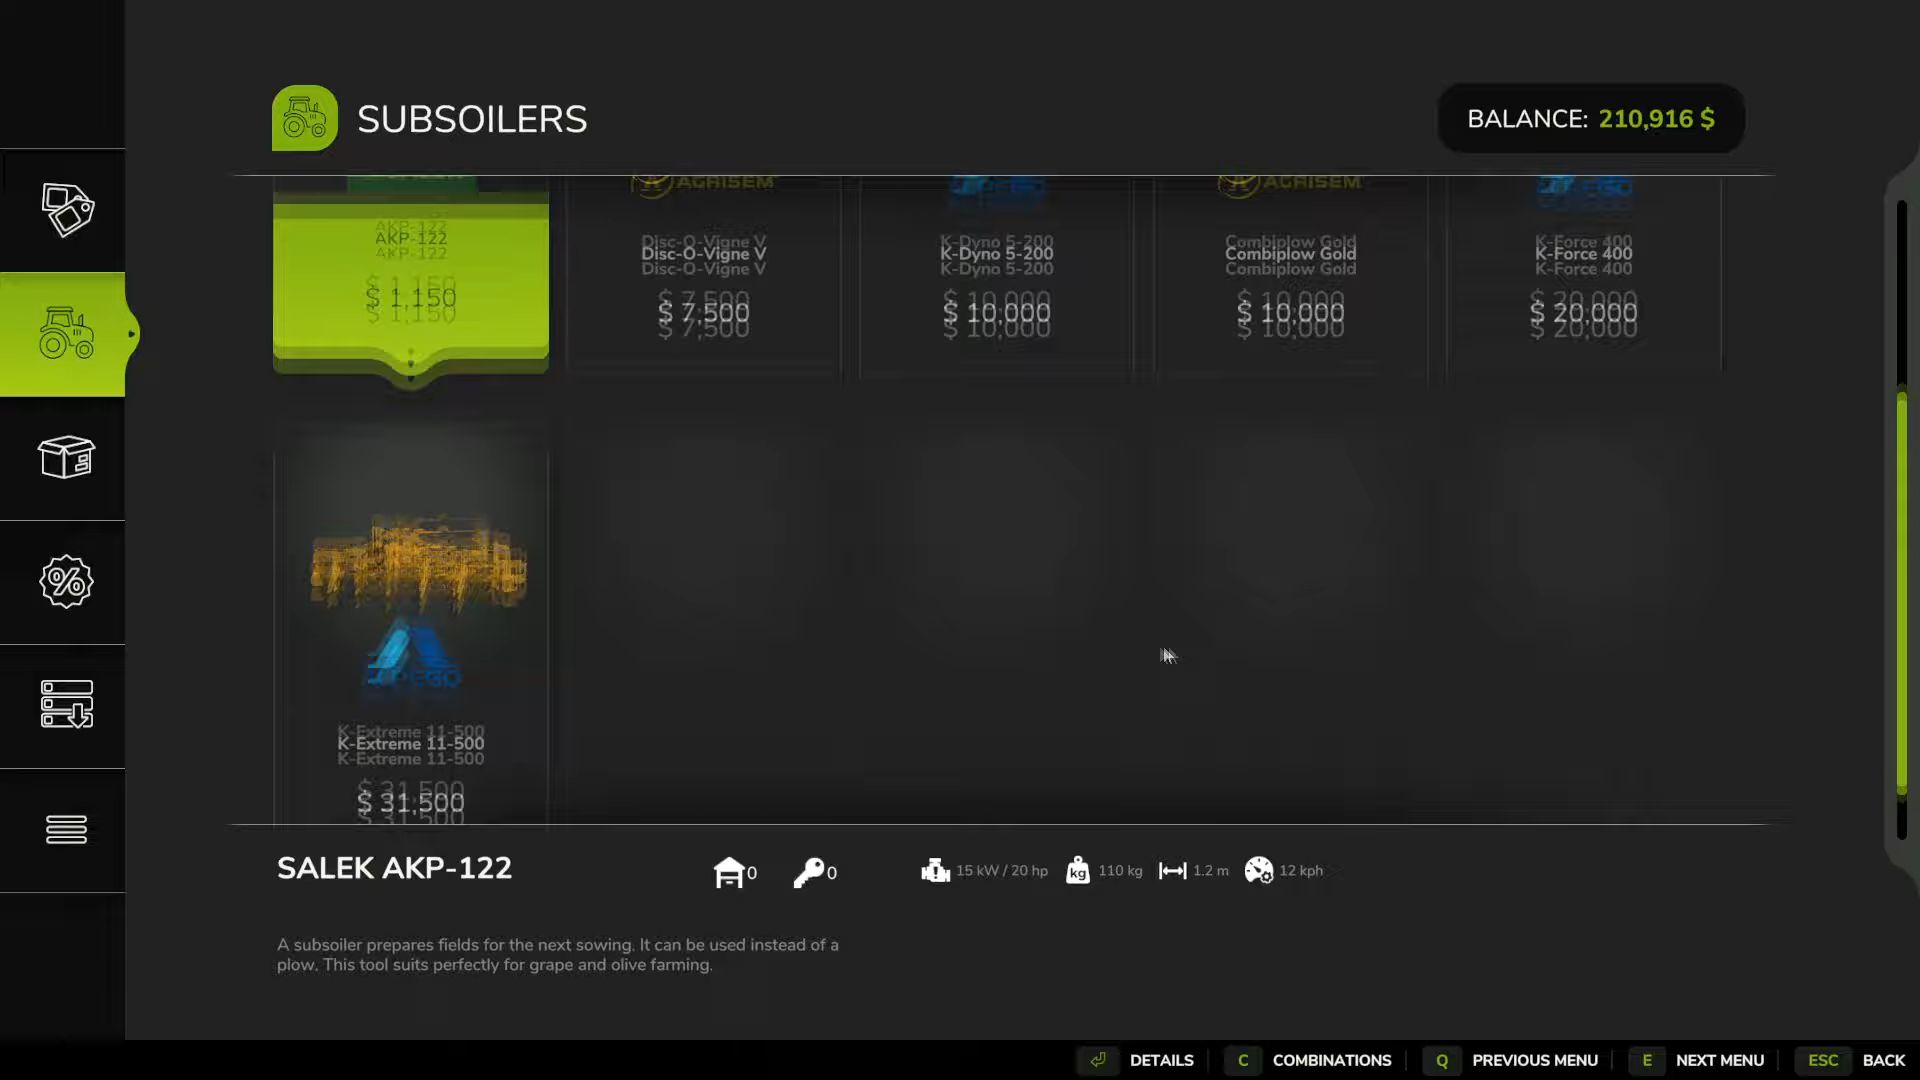 SUBSOILERS
BALANCE: 210,916 $
AGRISEM
AGRISEM
AKP-122
Disc-O-Vigne V
K-Dyno 5-200
Combiplow Gold
K-Force 400
$ 1,150
$ 7,500
$ 10,000
$ 10,000
$ 20,000
K-Extreme 11-500
$ 31,500
SALEK AKP-122
0
0
15 kW / 20 hp
kg
110 kg
1.2 m
12 kph
A subsoiler prepares fields for the next sowing. It can be used instead of a
plow. This tool suits perfectly for grape and olive farming.
DETAILS
C COMBINATIONS
Q PREVIOUS MENU
E NEXT MENU
ESC BACK